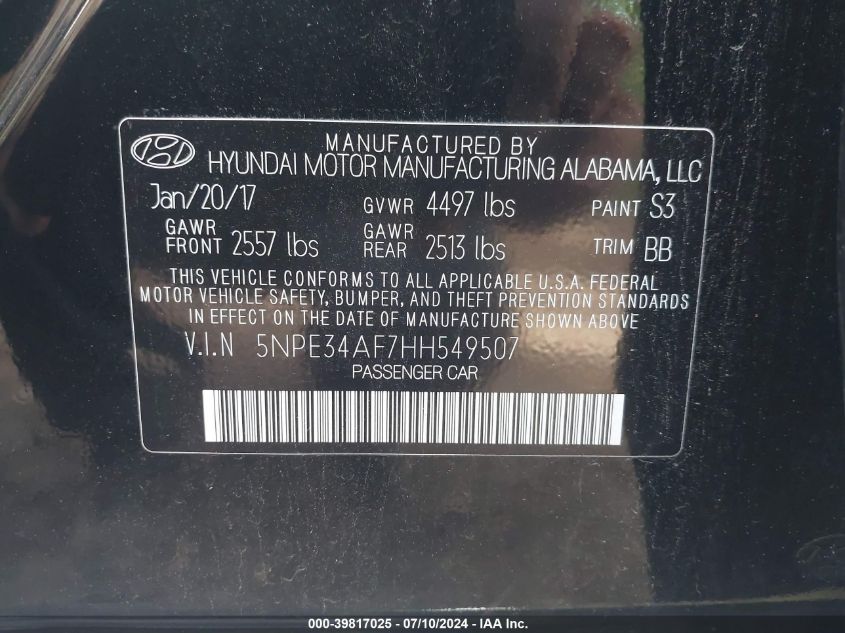 MANUFACTURED BY
HYUNDAI MOTOR MANUFACTURING ALABAMA, LLC
Jan/20/17 GVWR 4497 lbs PAINT S3
GAWR FRONT 2557 lbs GAWR REAR 2513 lbs TRIM BB
THIS VEHICLE CONFORMS TO ALL APPLICABLE U.S.A. FEDERAL
MOTOR VEHICLE SAFETY, BUMPER, AND THEFT PREVENTION STANDARDS
IN EFFECT ON THE DATE OF MANUFACTURE SHOWN ABOVE.
V.I.N 5NPE34AF7HH549507
PASSENGER CAR
000-39817025 - 07/10/2024 - IAA Inc.